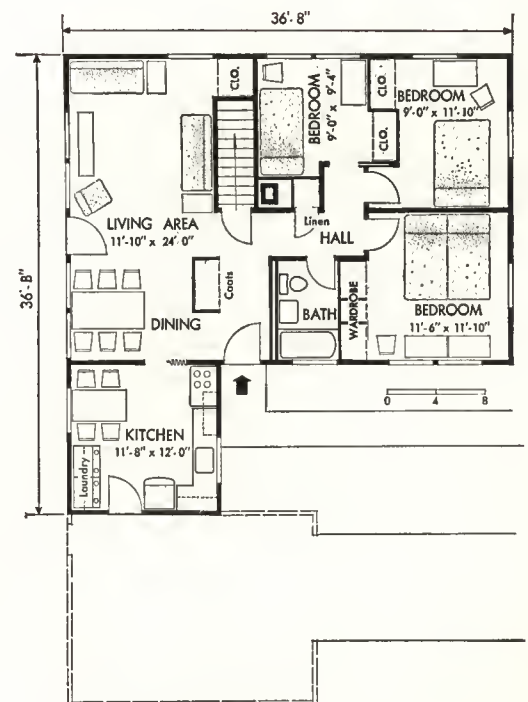 36'-8"
36'-8"
CLO.
BEDROOM
9'-0" x 9'-4"
CLO.
CLO.
BEDROOM
9'-0" x 11'-10"
LIVING AREA
11'-10" x 24'-0"
Linen
HALL
Coats
DINING
BATH
WARDROBE
BEDROOM
11'-6" x 11'-10"
0 4 8
KITCHEN
11'-8" x 12'-0"
Laundry